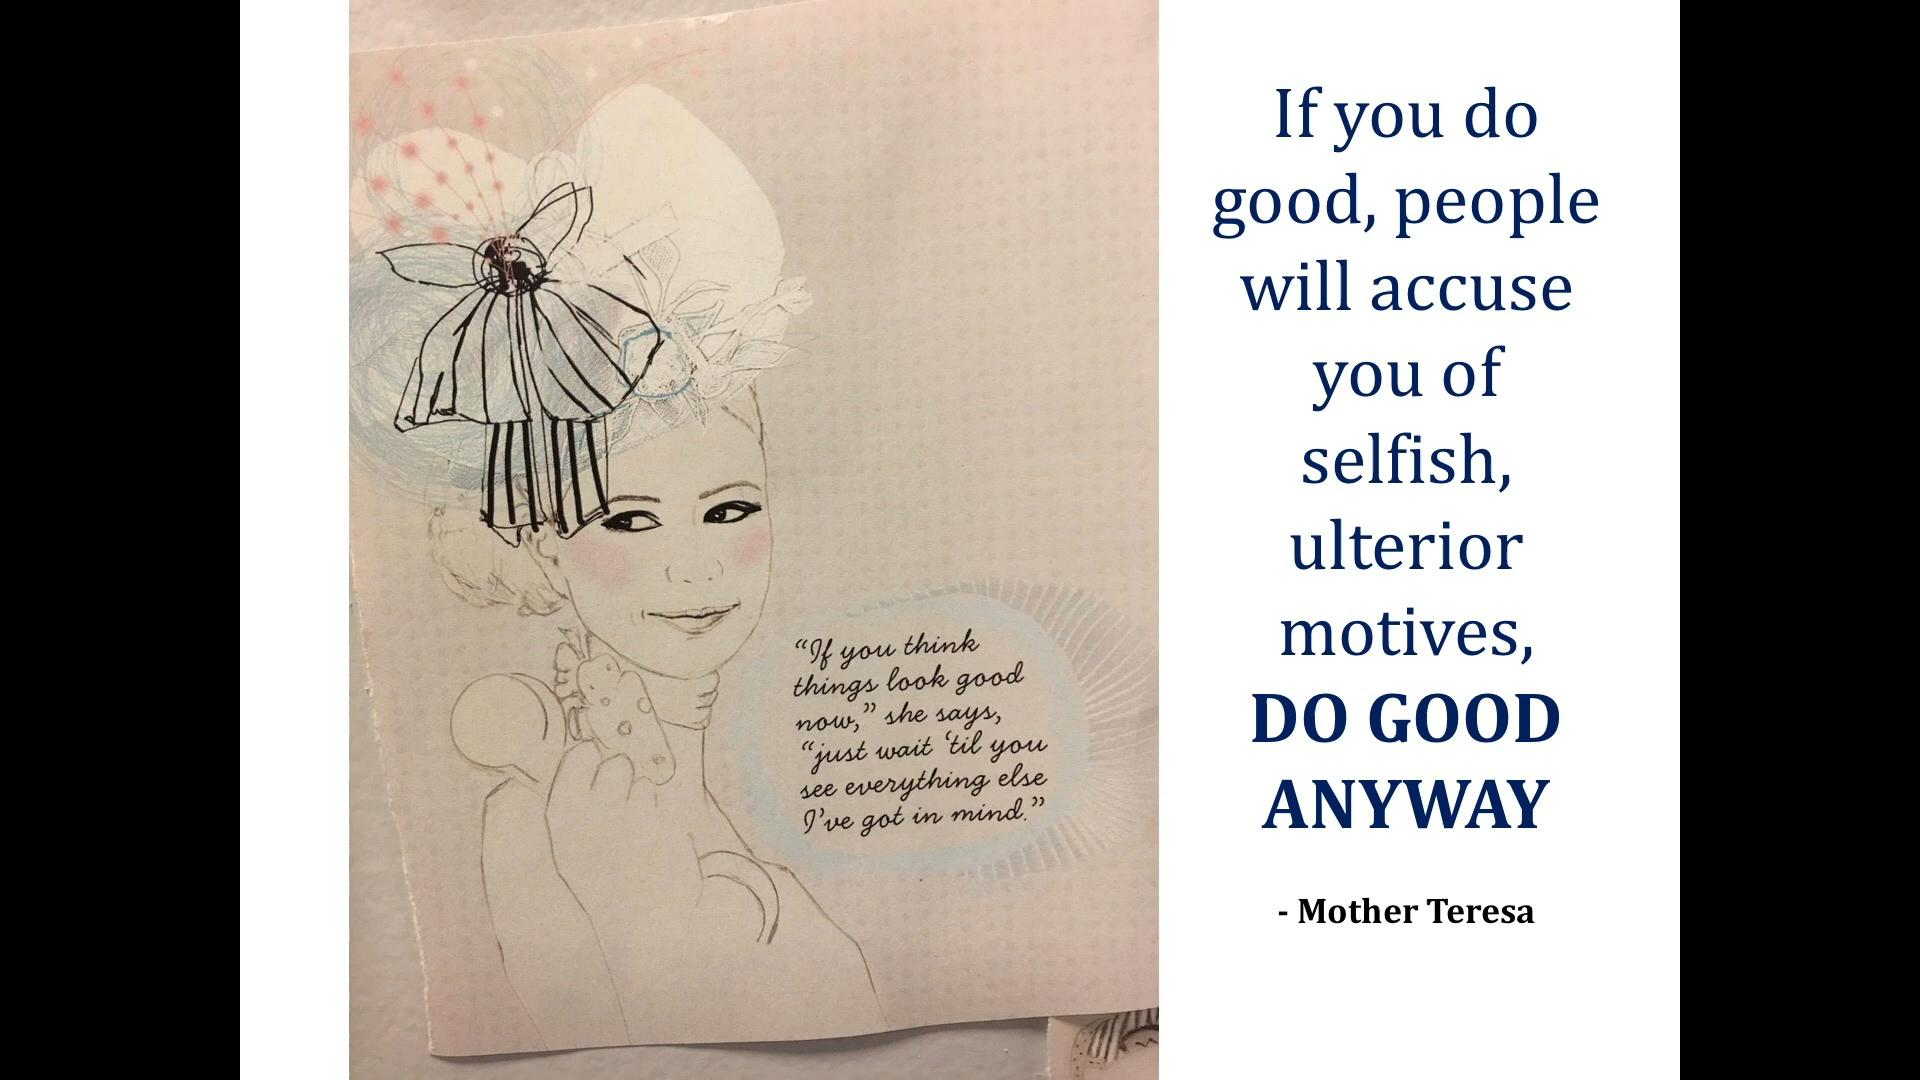 “If you think
things look good
now,” she says,
“just wait ‘til you
see everything else
I’ve got in mind.”
If you do
good, people
will accuse
you of
selfish,
ulterior
motives,
DO GOOD
ANYWAY
- Mother Teresa